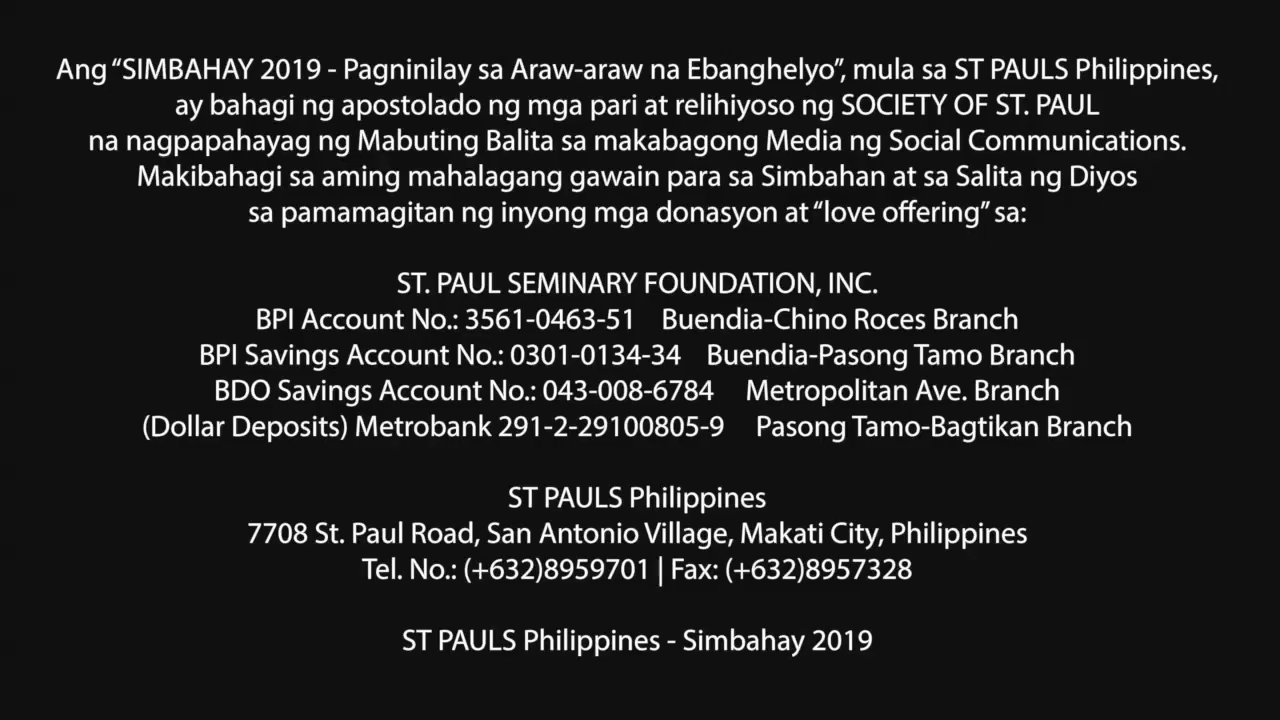 Ang “SIMBAHAY 2019 - Pagninilay sa Araw-araw na Ebanghelyo”, mula sa ST PAULS Philippines,
ay bahagi ng apostolado ng mga pari at relihiyoso ng SOCIETY OF ST. PAUL
na nagpapahayag ng Mabuting Balita sa makabagong Media ng Social Communications.
Makibahagi sa aming mahalagang gawain para sa Simbahan at sa Salita ng Diyos
sa pamamagitan ng inyong mga donasyon at “love offering” sa:
ST. PAUL SEMINARY FOUNDATION, INC.
BPI Account No.: 3561-0463-51 Buendia-Chino Roces Branch
BPI Savings Account No.: 0301-0134-34 Buendia-Pasong Tamo Branch
BDO Savings Account No.: 043-008-6784 Metropolitan Ave. Branch
(Dollar Deposits) Metrobank 291-2-29100805-9 Pasong Tamo-Bagtikan Branch
ST PAULS Philippines
7708 St. Paul Road, San Antonio Village, Makati City, Philippines
Tel. No.: (+632)8959701 | Fax: (+632)8957328
ST PAULS Philippines - Simbahay 2019